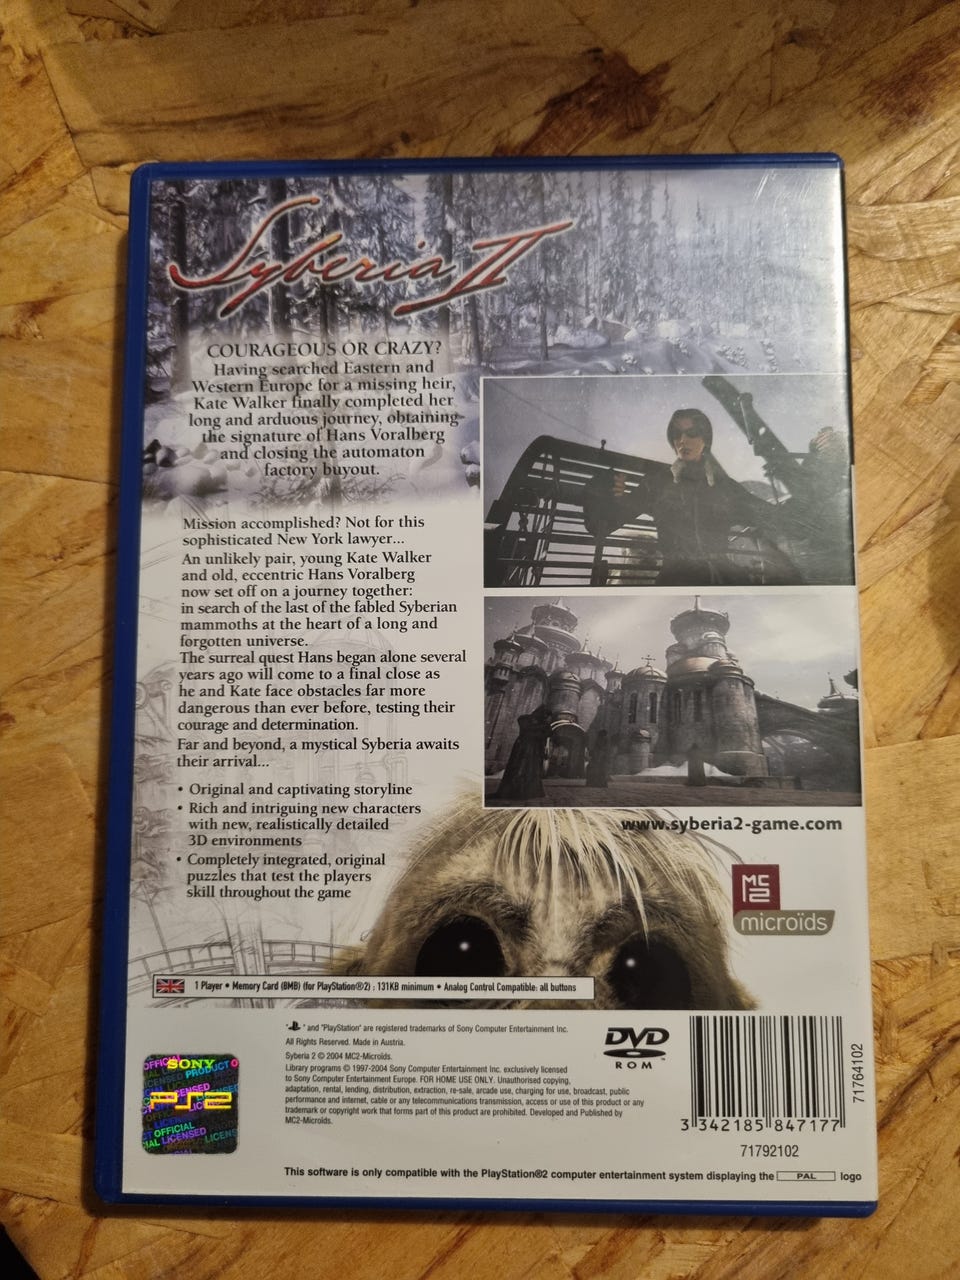 Syberia II
COURAGEOUS OR CRAZY?
Having searched Eastern and
Western Europe for a missing heir,
Kate Walker finally completed her
long and arduous journey, obtaining
the signature of Hans Voralberg
and closing the automaton
factory buyout.
Mission accomplished? Not for this
sophisticated New York lawyer...
An unlikely pair, young Kate Walker
and old, eccentric Hans Voralberg
now set off on a journey together:
in search of the last of the fabled Syberian
mammoths at the heart of a long and
forgotten universe.
The surreal quest Hans began alone several
years ago will come to a final close as
he and Kate face obstacles far more
dangerous than ever before, testing their
courage and determination.
Far and beyond, a mystical Syberia awaits
their arrival...
• Original and captivating storyline
• Rich and intriguing new characters
with new, realistically detailed
3D environments
• Completely integrated, original
puzzles that test the players
skill throughout the game
www.syberia2-game.com
MC2
microïds
1 Player • Memory Card (8MB) (for PlayStation®2) : 131KB minimum • Analog Control Compatible: all buttons
" " and "PlayStation" are registered trademarks of Sony Computer Entertainment Inc.
All Rights Reserved. Made in Austria.
Syberia 2 © 2004 MC2-Microïds.
Library programs © 1997-2004 Sony Computer Entertainment Inc. exclusively licensed
to Sony Computer Entertainment Europe. FOR HOME USE ONLY. Unauthorised copying,
adaptation, rental, lending, distribution, extraction, re-sale, arcade use, charging for use, broadcast, public
performance and internet, cable or any telecommunications transmission, access or use of this product or any
trademark or copyright work that forms part of this product are prohibited. Developed and Published by
MC2-Microïds.
DVD
ROM
SONY
PS2
OFFICIAL
LICENSED PRODUCT
3 342185 847177
71764102
71792102
This software is only compatible with the PlayStation®2 computer entertainment system displaying the PAL logo